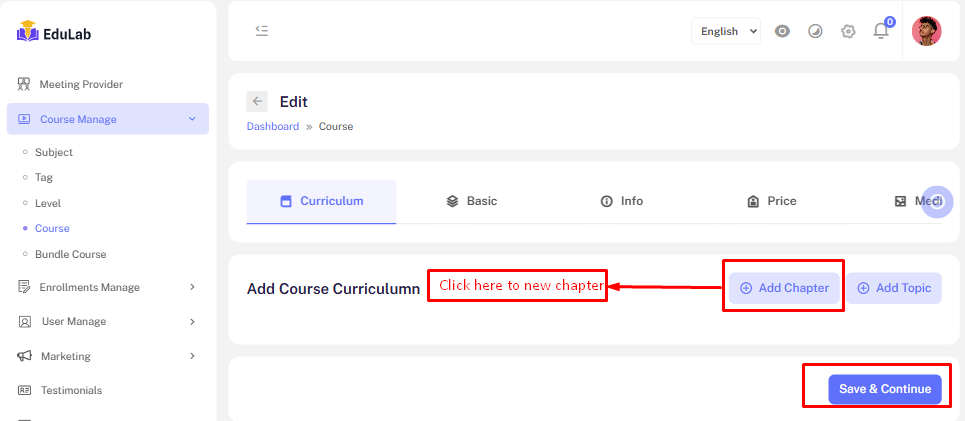 EduLab
English
0
Meeting Provider
Edit
Course Manage
Dashboard » Course
Subject
Tag
Level
Course
Bundle Course
Curriculum
Basic
Info
Price
Medi
Add Course Curriculumn
Click here to new chapter
Add Chapter
Add Topic
Enrollments Manage
User Manage
Marketing
Testimonials
Save & Continue